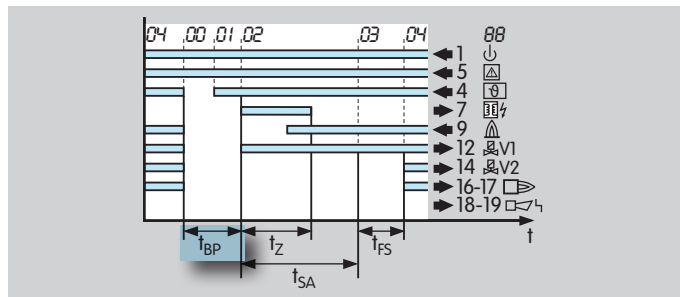 04 ,00 ,01 ,02 ,03 ,04 88
1
5
4 ϑ
7
9
12 V1
14 V2
16-17
18-19
t
tBP tZ tFS
tSA